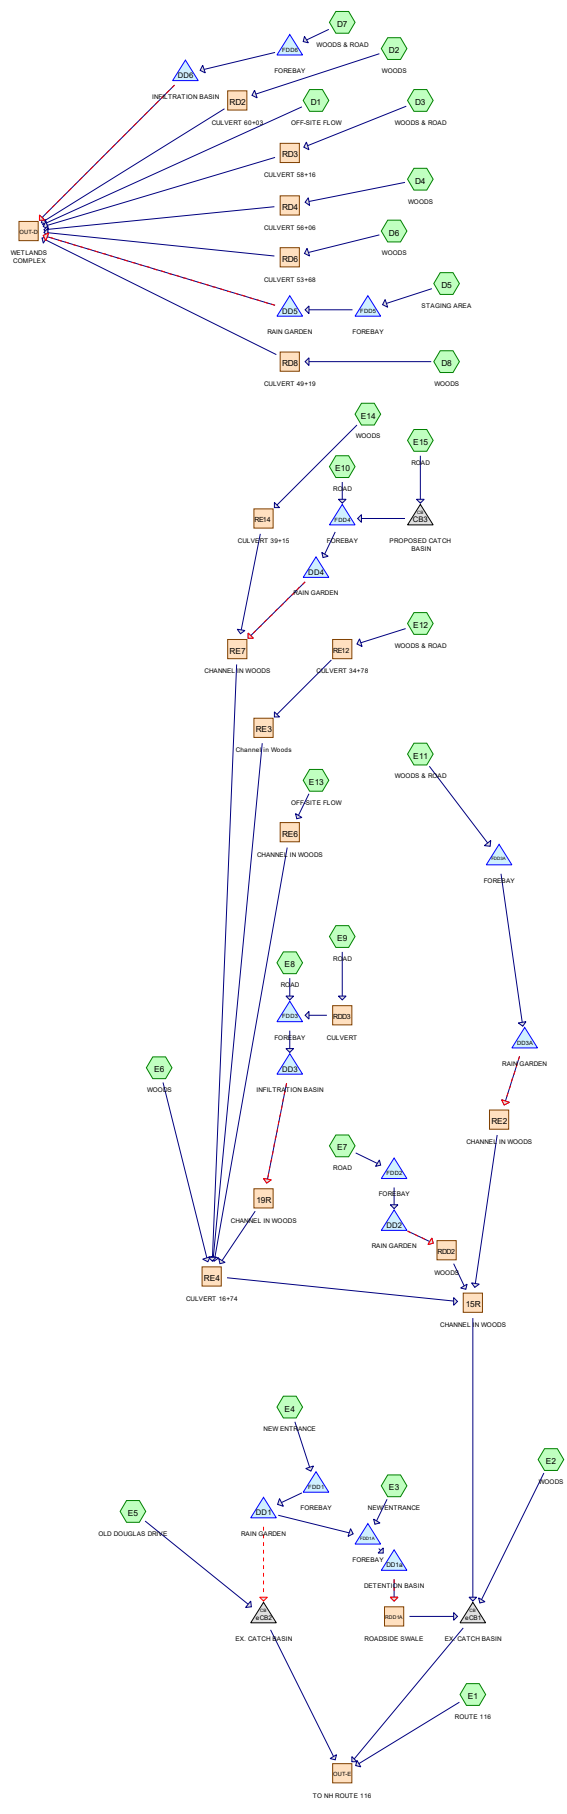 D7
WOODS & ROAD
FDD6
FOREBAY
D2
WOODS
DD6
INFILTRATION BASIN
RD2
CULVERT 60+03
D1
OFF-SITE FLOW
D3
WOODS & ROAD
RD3
CULVERT 58+16
D4
WOODS
RD4
CULVERT 56+06
OUT-D
WETLANDS
COMPLEX
D6
WOODS
RD6
CULVERT 53+68
D5
STAGING AREA
DD5
RAIN GARDEN
FDD5
FOREBAY
RD8
CULVERT 49+19
D8
WOODS
E14
WOODS
E15
ROAD
E10
ROAD
RE14
CULVERT 39+15
FDD4
FOREBAY
CB
CB3
PROPOSED CATCH
BASIN
DD4
RAIN GARDEN
E12
WOODS & ROAD
RE7
CHANNEL IN WOODS
RE12
CULVERT 34+78
RE3
Channel in Woods
E11
WOODS & ROAD
E13
OFF-SITE FLOW
RE6
CHANNEL IN WOODS
FDD3A
FOREBAY
E9
ROAD
E8
ROAD
FDD3
FOREBAY
RDD3
CULVERT
DD3A
RAIN GARDEN
E6
WOODS
DD3
INFILTRATION BASIN
RE2
CHANNEL IN WOODS
E7
ROAD
FDD2
FOREBAY
19R
CHANNEL IN WOODS
DD2
RAIN GARDEN
RDD2
WOODS
RE4
CULVERT 16+74
15R
CHANNEL IN WOODS
E4
NEW ENTRANCE
E2
WOODS
FDD1
FOREBAY
E3
NEW ENTRANCE
E5
OLD DOUGLAS DRIVE
DD1
RAIN GARDEN
FDD1A
FOREBAY
DD1a
DETENTION BASIN
CB
eCB2
EX. CATCH BASIN
RDD1A
ROADSIDE SWALE
CB
eCB1
EX. CATCH BASIN
E1
ROUTE 116
OUT-E
TO NH ROUTE 116